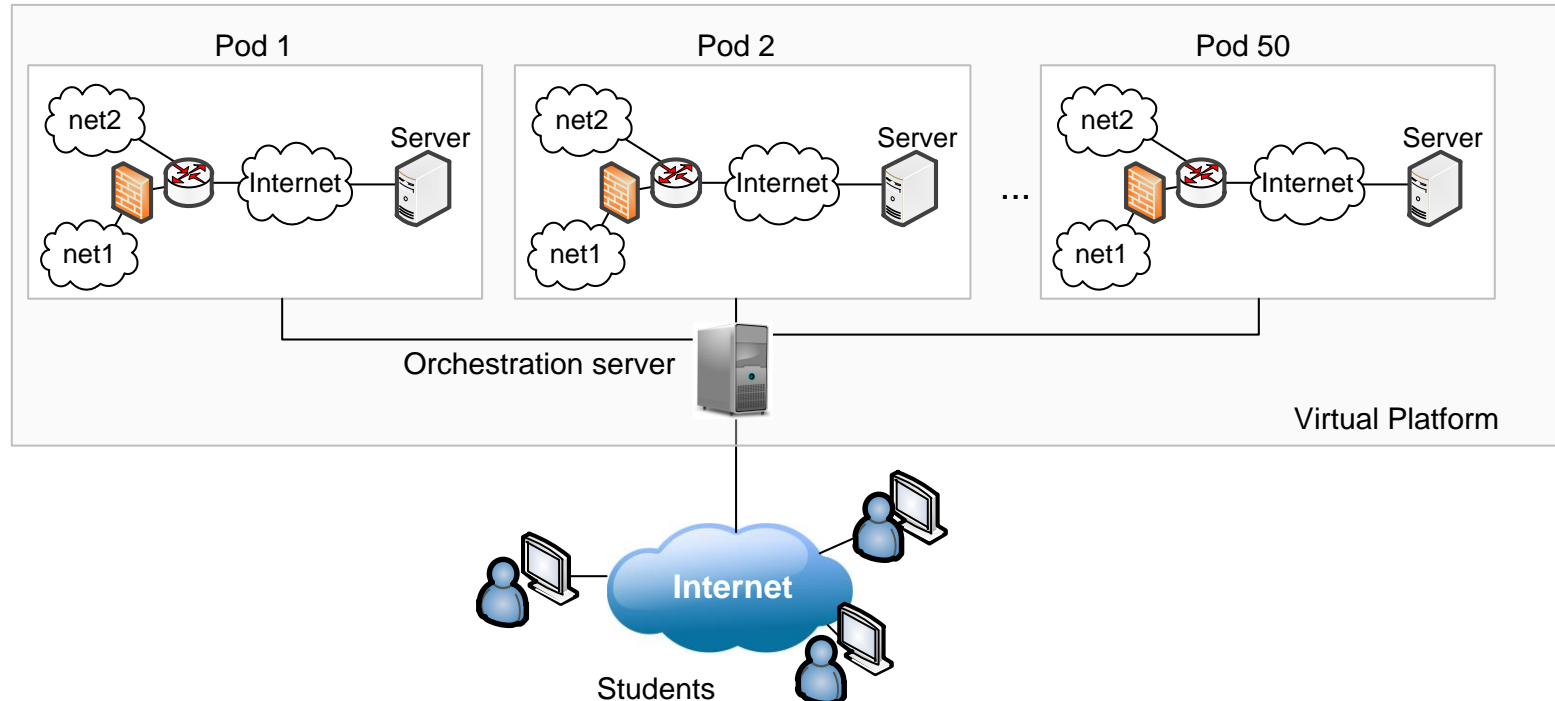 Pod 1
Pod 2
Pod 50
net2
Server
Internet
net1
net2
Server
Internet
net1
...
net2
Server
Internet
net1
Orchestration server
Virtual Platform
Internet
Students